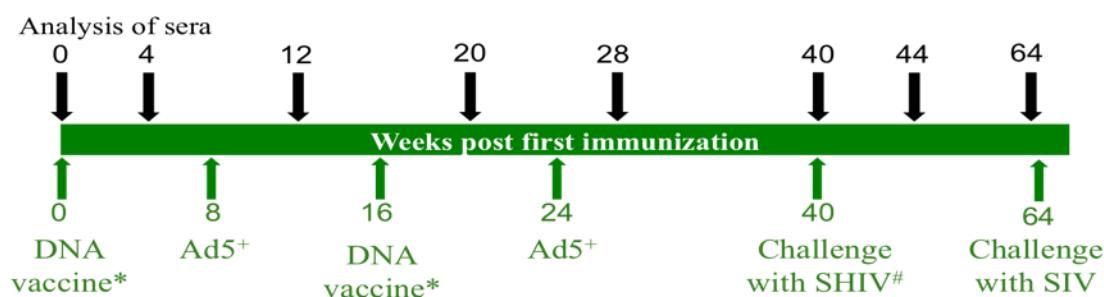 Analysis of sera
0 4 12 20 28 40 44 64
Weeks post first immunization
0 8 16 24 40 64
DNA Ad5⁺ DNA Ad5⁺ Challenge Challenge
vaccine* vaccine* with SHIV# with SIV